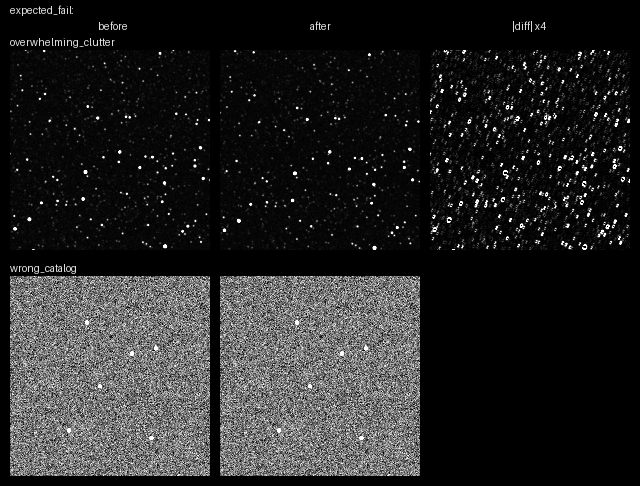 expected_fail:
before after |diff| x4
overwhelming_clutter
wrong_catalog